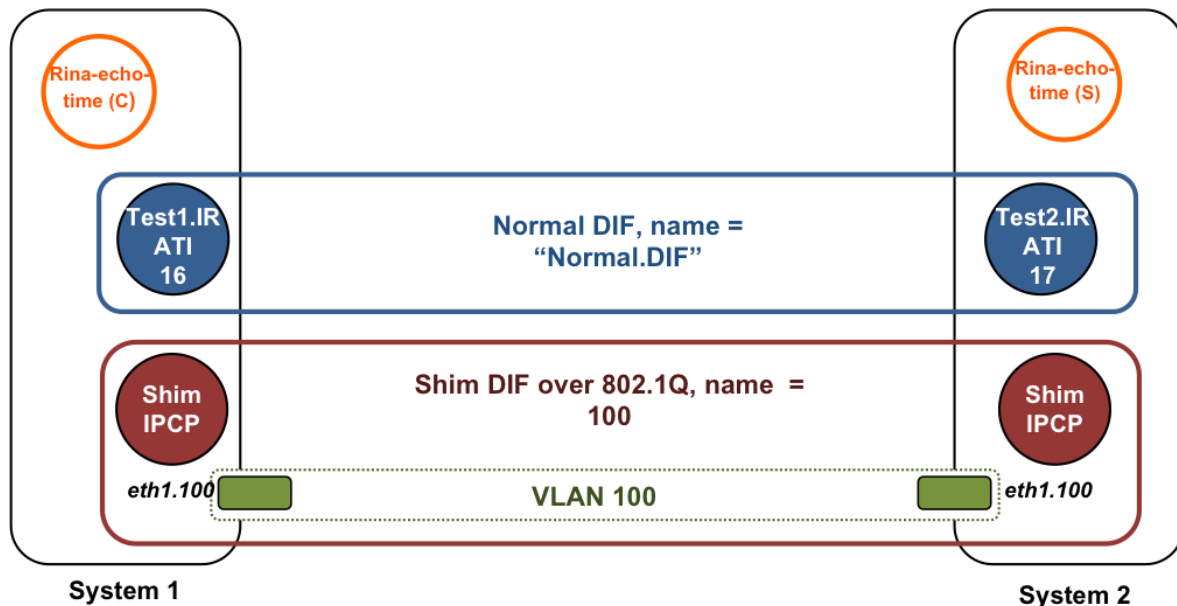 Rina-echo-
time (C)
Rina-echo-
time (S)
Test1.IR
ATI
16
Normal DIF, name =
“Normal.DIF”
Test2.IR
ATI
17
Shim
IPCP
Shim DIF over 802.1Q, name =
100
Shim
IPCP
eth1.100
VLAN 100
eth1.100
System 1
System 2